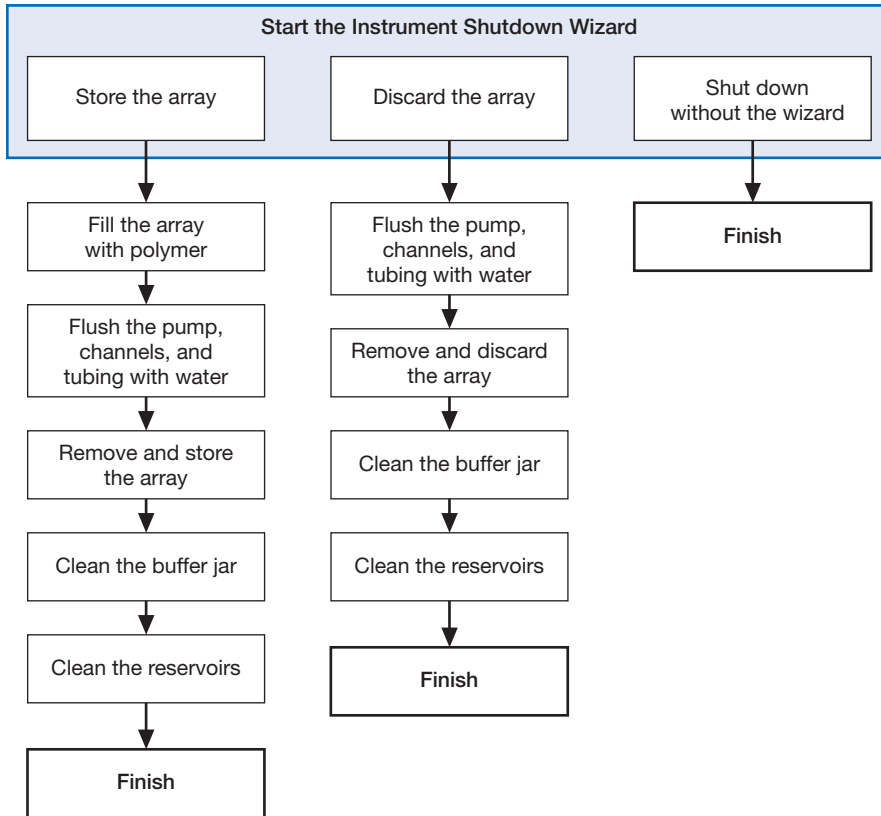 Start the Instrument Shutdown Wizard
Store the array
Fill the array
with polymer
Flush the pump,
channels, and
tubing with water
Remove and store
the array
Clean the buffer jar
Clean the reservoirs
Finish
Discard the array
Flush the pump,
channels, and
tubing with water
Remove and discard
the array
Clean the buffer jar
Clean the reservoirs
Finish
Shut down
without the wizard
Finish